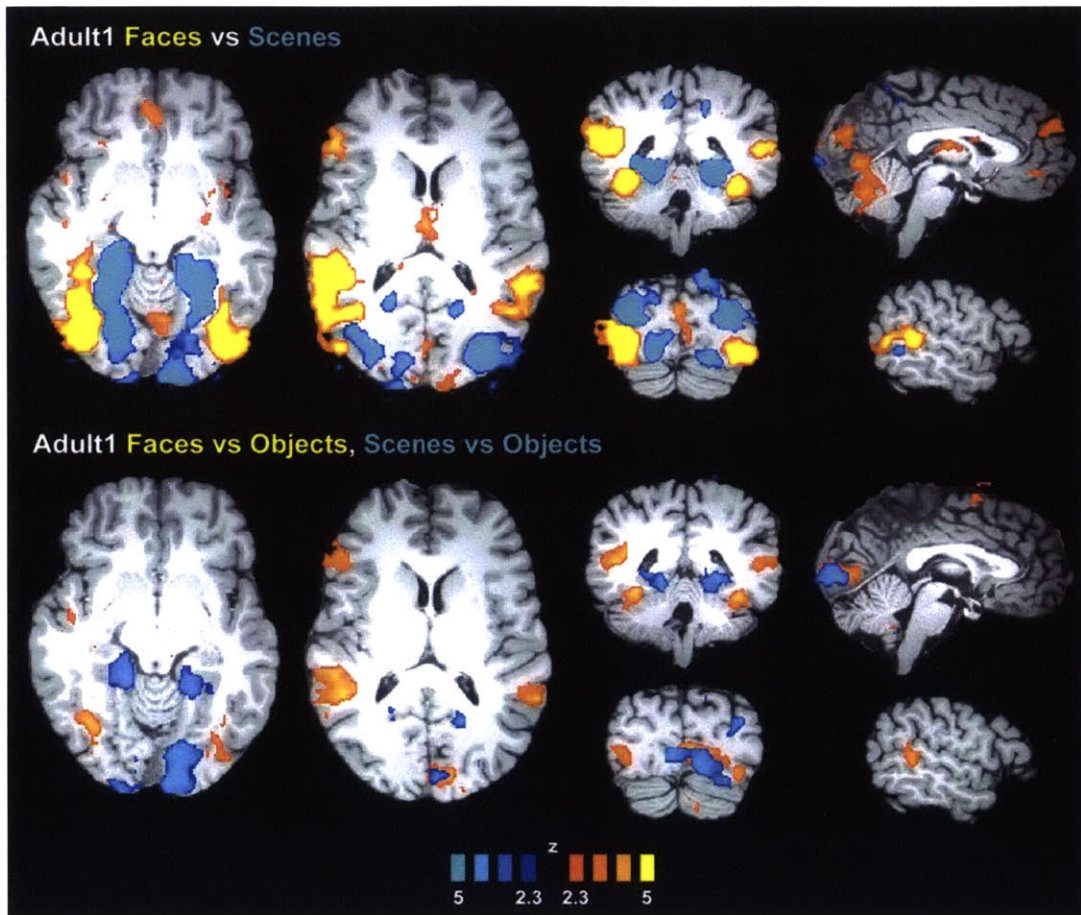 Adult1 Faces vs Scenes
Adult1 Faces vs Objects, Scenes vs Objects
z
5 2.3 2.3 5